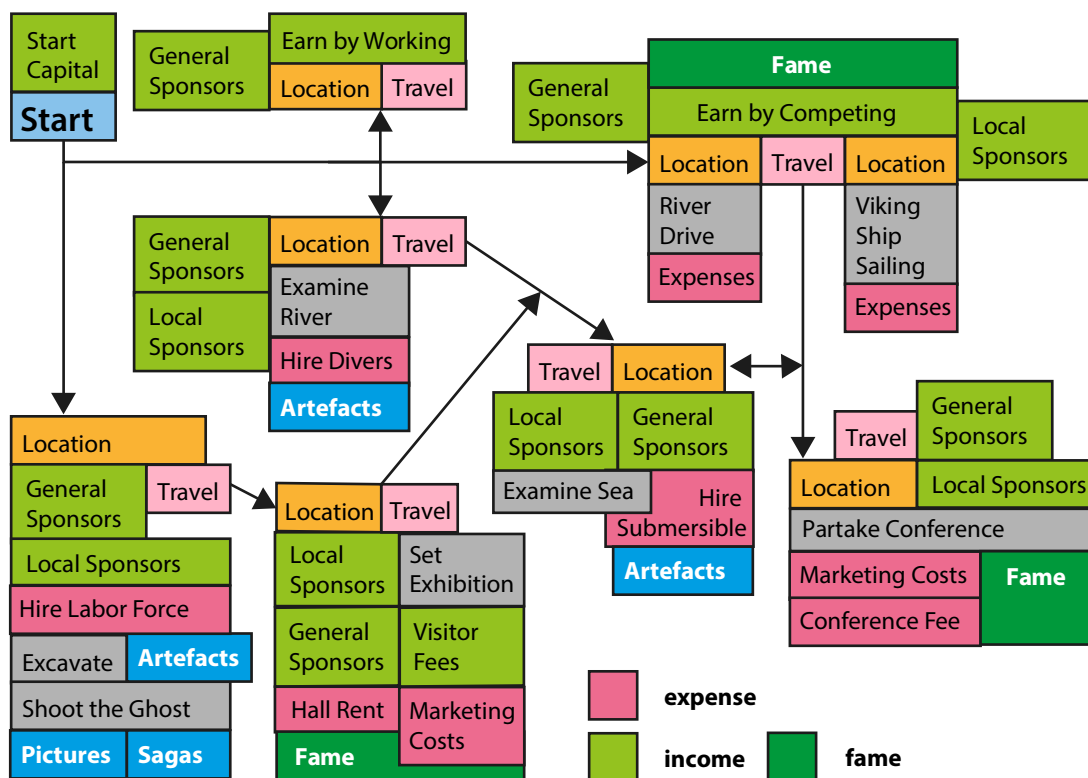 Start
Capital
Start
General
Sponsors
Earn by Working
Location
Travel
General
Sponsors
Fame
Earn by Competing
Local
Sponsors
Location
Travel
Location
River
Drive
Expenses
Viking
Ship
Sailing
Expenses
General
Sponsors
Local
Sponsors
Location
Travel
Examine
River
Hire Divers
Artefacts
Travel
Location
Local
Sponsors
General
Sponsors
Examine Sea
Hire
Submersible
Artefacts
Travel
General
Sponsors
Location
Local Sponsors
Partake Conference
Marketing Costs
Conference Fee
Fame
Location
General
Sponsors
Travel
Local Sponsors
Hire Labor Force
Excavate
Artefacts
Shoot the Ghost
Pictures
Sagas
Location
Travel
Local
Sponsors
Set
Exhibition
General
Sponsors
Visitor
Fees
Hall Rent
Marketing
Costs
Fame
expense
income
fame